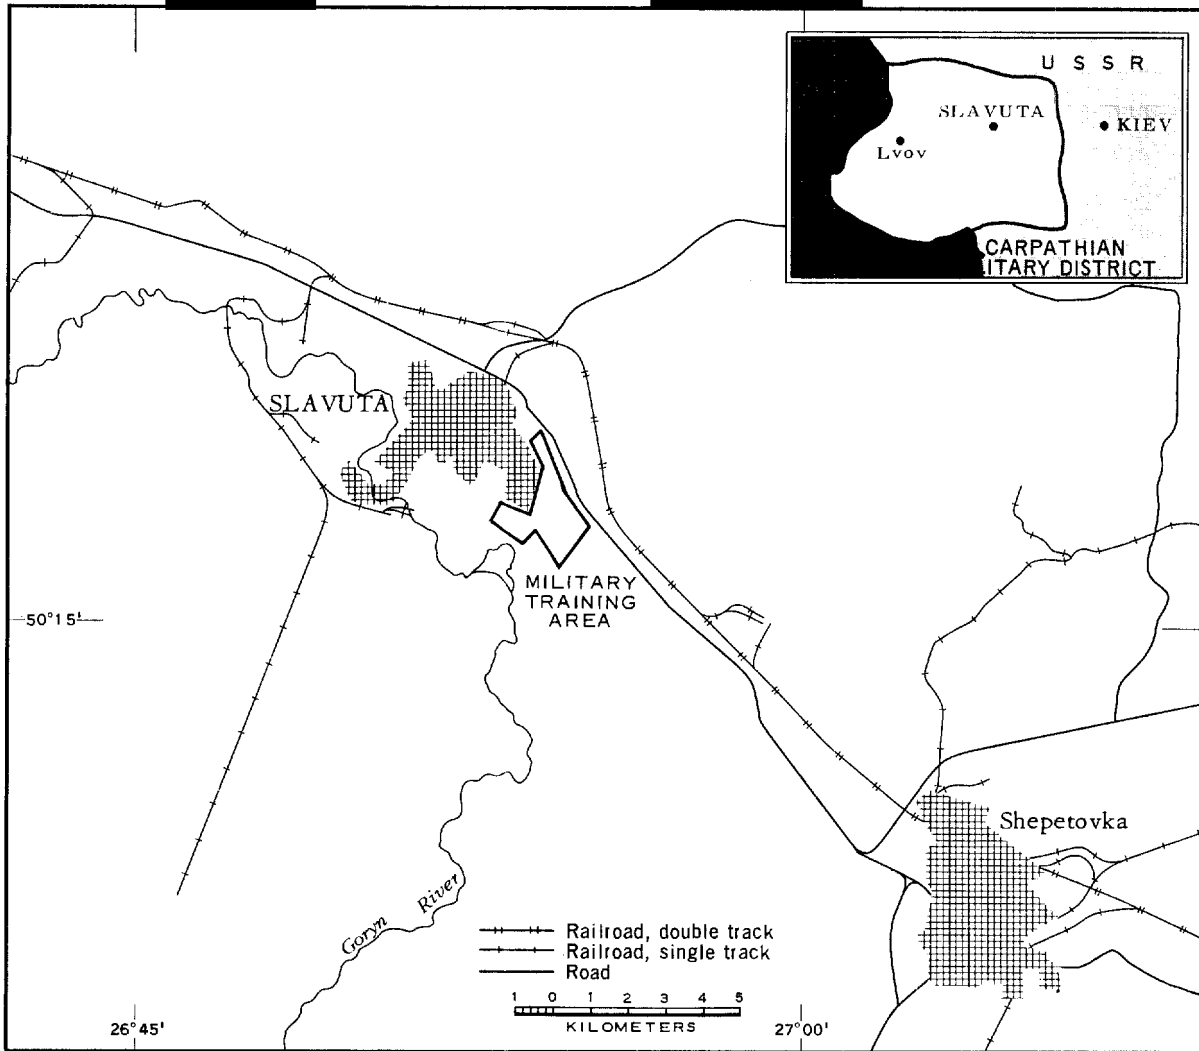 U S S R
SLAVUTA
KIEV
Lvov
CARPATHIAN
ITARY DISTRICT
SLAVUTA
MILITARY
TRAINING
AREA
50°15'
Shepetovka
Goryn River
Railroad, double track
Railroad, single track
Road
1 0 1 2 3 4 5
KILOMETERS
26°45'
27°00'